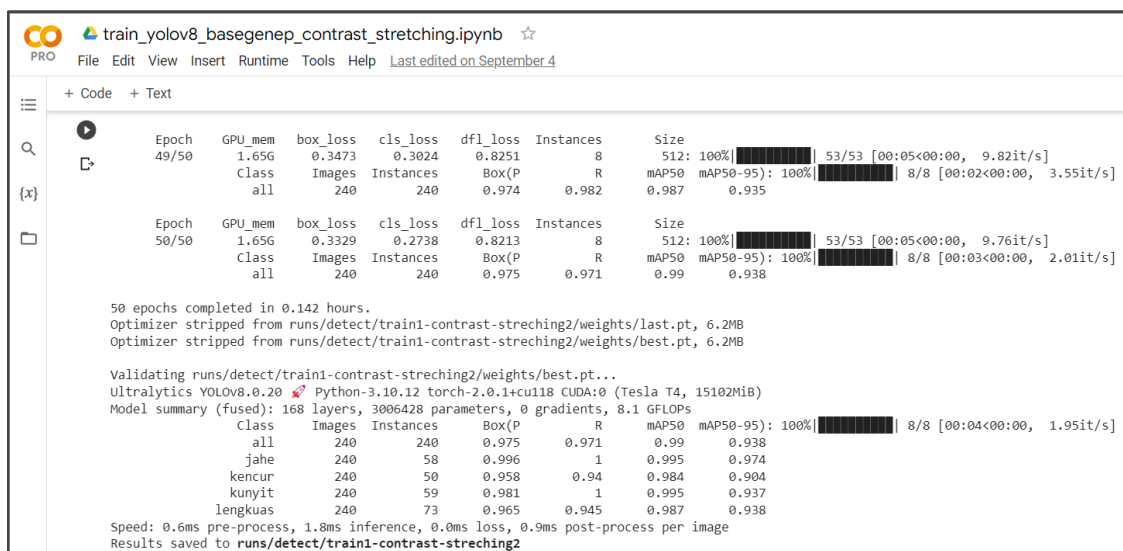 CO PRO
train_yolov8_basegenep_contrast_stretching.ipynb
File Edit View Insert Runtime Tools Help Last edited on September 4
+ Code + Text
{x}
Epoch GPU_mem box_loss cls_loss dfl_loss Instances Size
49/50 1.65G 0.3473 0.3024 0.8251 8 512: 100%|██████████| 53/53 [00:05<00:00, 9.82it/s]
Class Images Instances Box(P R mAP50 mAP50-95): 100%|██████████| 8/8 [00:02<00:00, 3.55it/s]
all 240 240 0.974 0.982 0.987 0.935
Epoch GPU_mem box_loss cls_loss dfl_loss Instances Size
50/50 1.65G 0.3329 0.2738 0.8213 8 512: 100%|██████████| 53/53 [00:05<00:00, 9.76it/s]
Class Images Instances Box(P R mAP50 mAP50-95): 100%|██████████| 8/8 [00:03<00:00, 2.01it/s]
all 240 240 0.975 0.971 0.99 0.938
50 epochs completed in 0.142 hours.
Optimizer stripped from runs/detect/train1-contrast-streching2/weights/last.pt, 6.2MB
Optimizer stripped from runs/detect/train1-contrast-streching2/weights/best.pt, 6.2MB
Validating runs/detect/train1-contrast-streching2/weights/best.pt...
Ultralytics YOLOv8.0.20 🚀 Python-3.10.12 torch-2.0.1+cu118 CUDA:0 (Tesla T4, 15102MiB)
Model summary (fused): 168 layers, 3006428 parameters, 0 gradients, 8.1 GFLOPs
Class Images Instances Box(P R mAP50 mAP50-95): 100%|██████████| 8/8 [00:04<00:00, 1.95it/s]
all 240 240 0.975 0.971 0.99 0.938
jahe 240 58 0.996 1 0.995 0.974
kencur 240 50 0.958 0.94 0.984 0.904
kunyit 240 59 0.981 1 0.995 0.937
lengkuas 240 73 0.965 0.945 0.987 0.938
Speed: 0.6ms pre-process, 1.8ms inference, 0.0ms loss, 0.9ms post-process per image
Results saved to runs/detect/train1-contrast-streching2